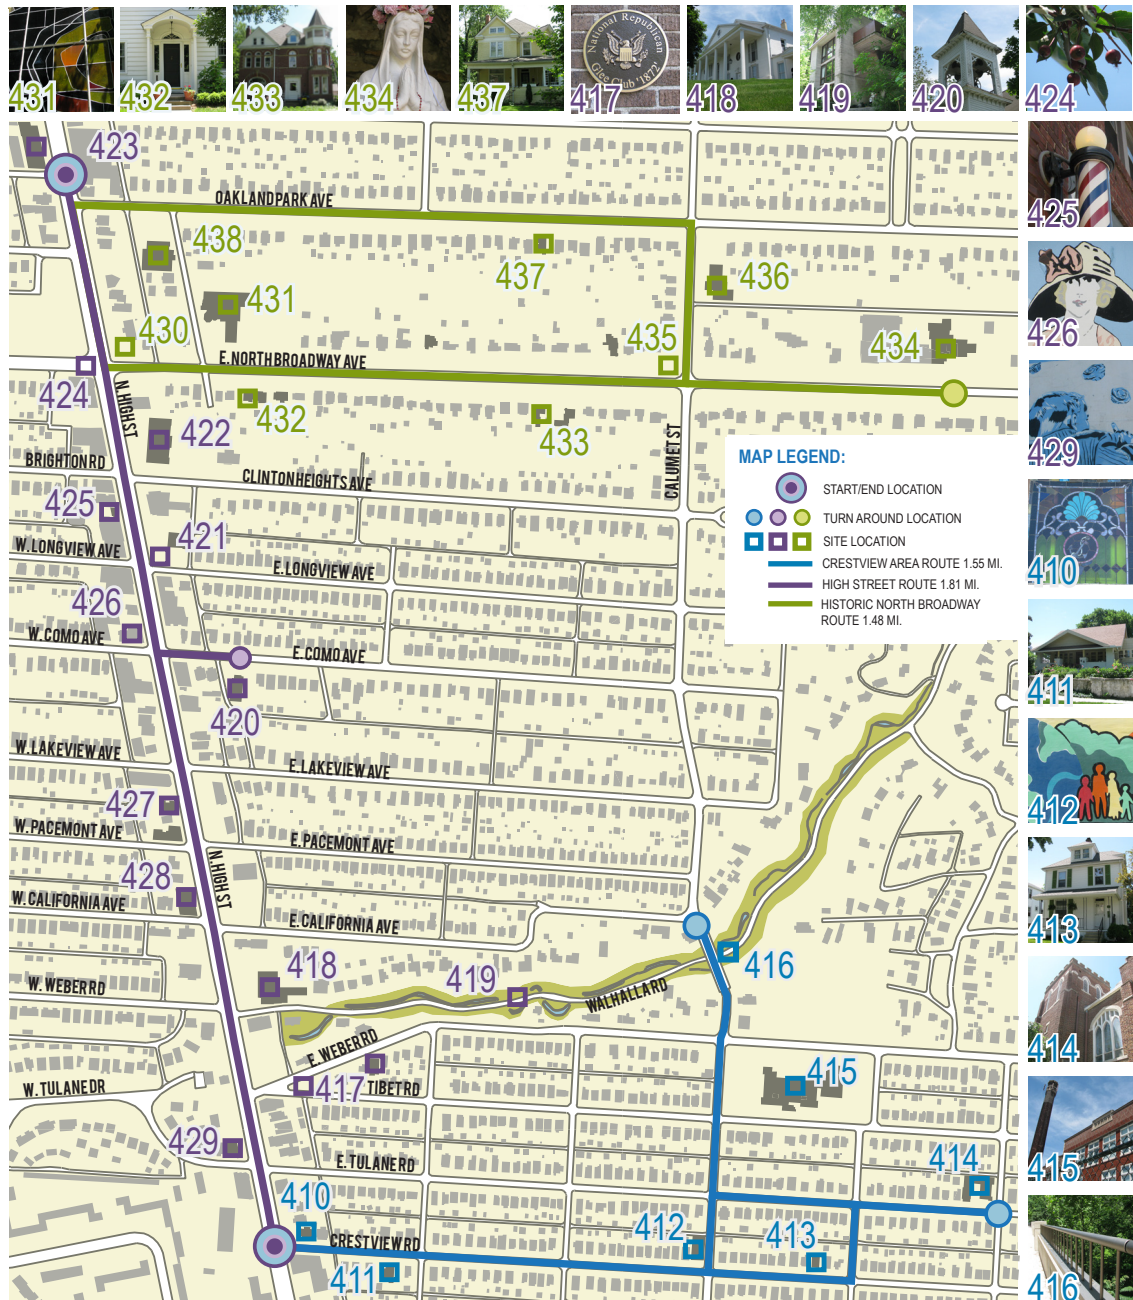 National Republican
Glee Club 1872
431
432
433
434
437
417
418
419
420
424
425
426
429
410
411
412
413
414
415
416
423
OAKLAND PARK AVE
438
437
436
431
430
435
434
E. NORTH BROADWAY AVE
424
N. HIGH ST
432
433
422
CALUMET ST
BRIGHTON RD
CLINTON HEIGHTS AVE
425
421
W. LONGVIEW AVE
E. LONGVIEW AVE
426
W. COMO AVE
E. COMO AVE
420
W. LAKEVIEW AVE
E. LAKEVIEW AVE
427
W. PACEMONT AVE
E. PACEMONT AVE
N. HIGH ST
428
W. CALIFORNIA AVE
E. CALIFORNIA AVE
418
419
416
W. WEBER RD
WALHALLA RD
E. WEBER RD
417
TIBET RD
415
W. TULANE DR
429
E. TULANE RD
414
410
412
413
CRESTVIEW RD
411
MAP LEGEND:
START/END LOCATION
TURN AROUND LOCATION
SITE LOCATION
CRESTVIEW AREA ROUTE 1.55 MI.
HIGH STREET ROUTE 1.81 MI.
HISTORIC NORTH BROADWAY
ROUTE 1.48 MI.